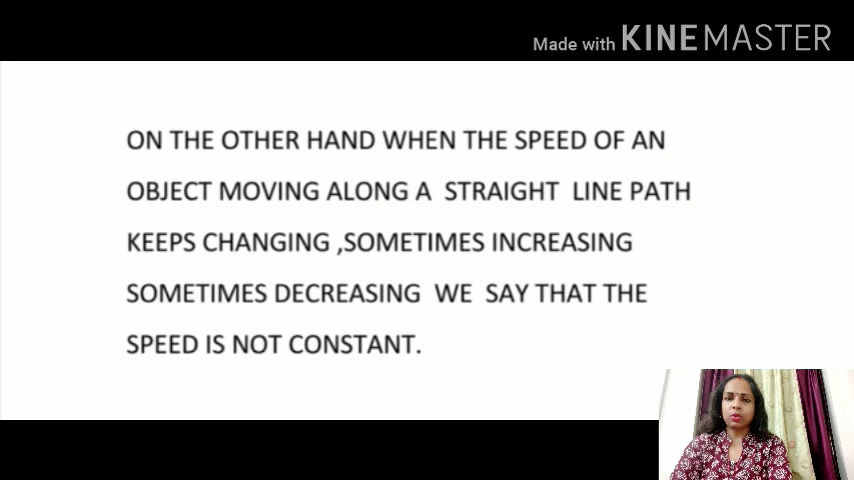 Made with KINEMASTER
ON THE OTHER HAND WHEN THE SPEED OF AN
OBJECT MOVING ALONG A STRAIGHT LINE PATH
KEEPS CHANGING ,SOMETIMES INCREASING
SOMETIMES DECREASING WE SAY THAT THE
SPEED IS NOT CONSTANT.